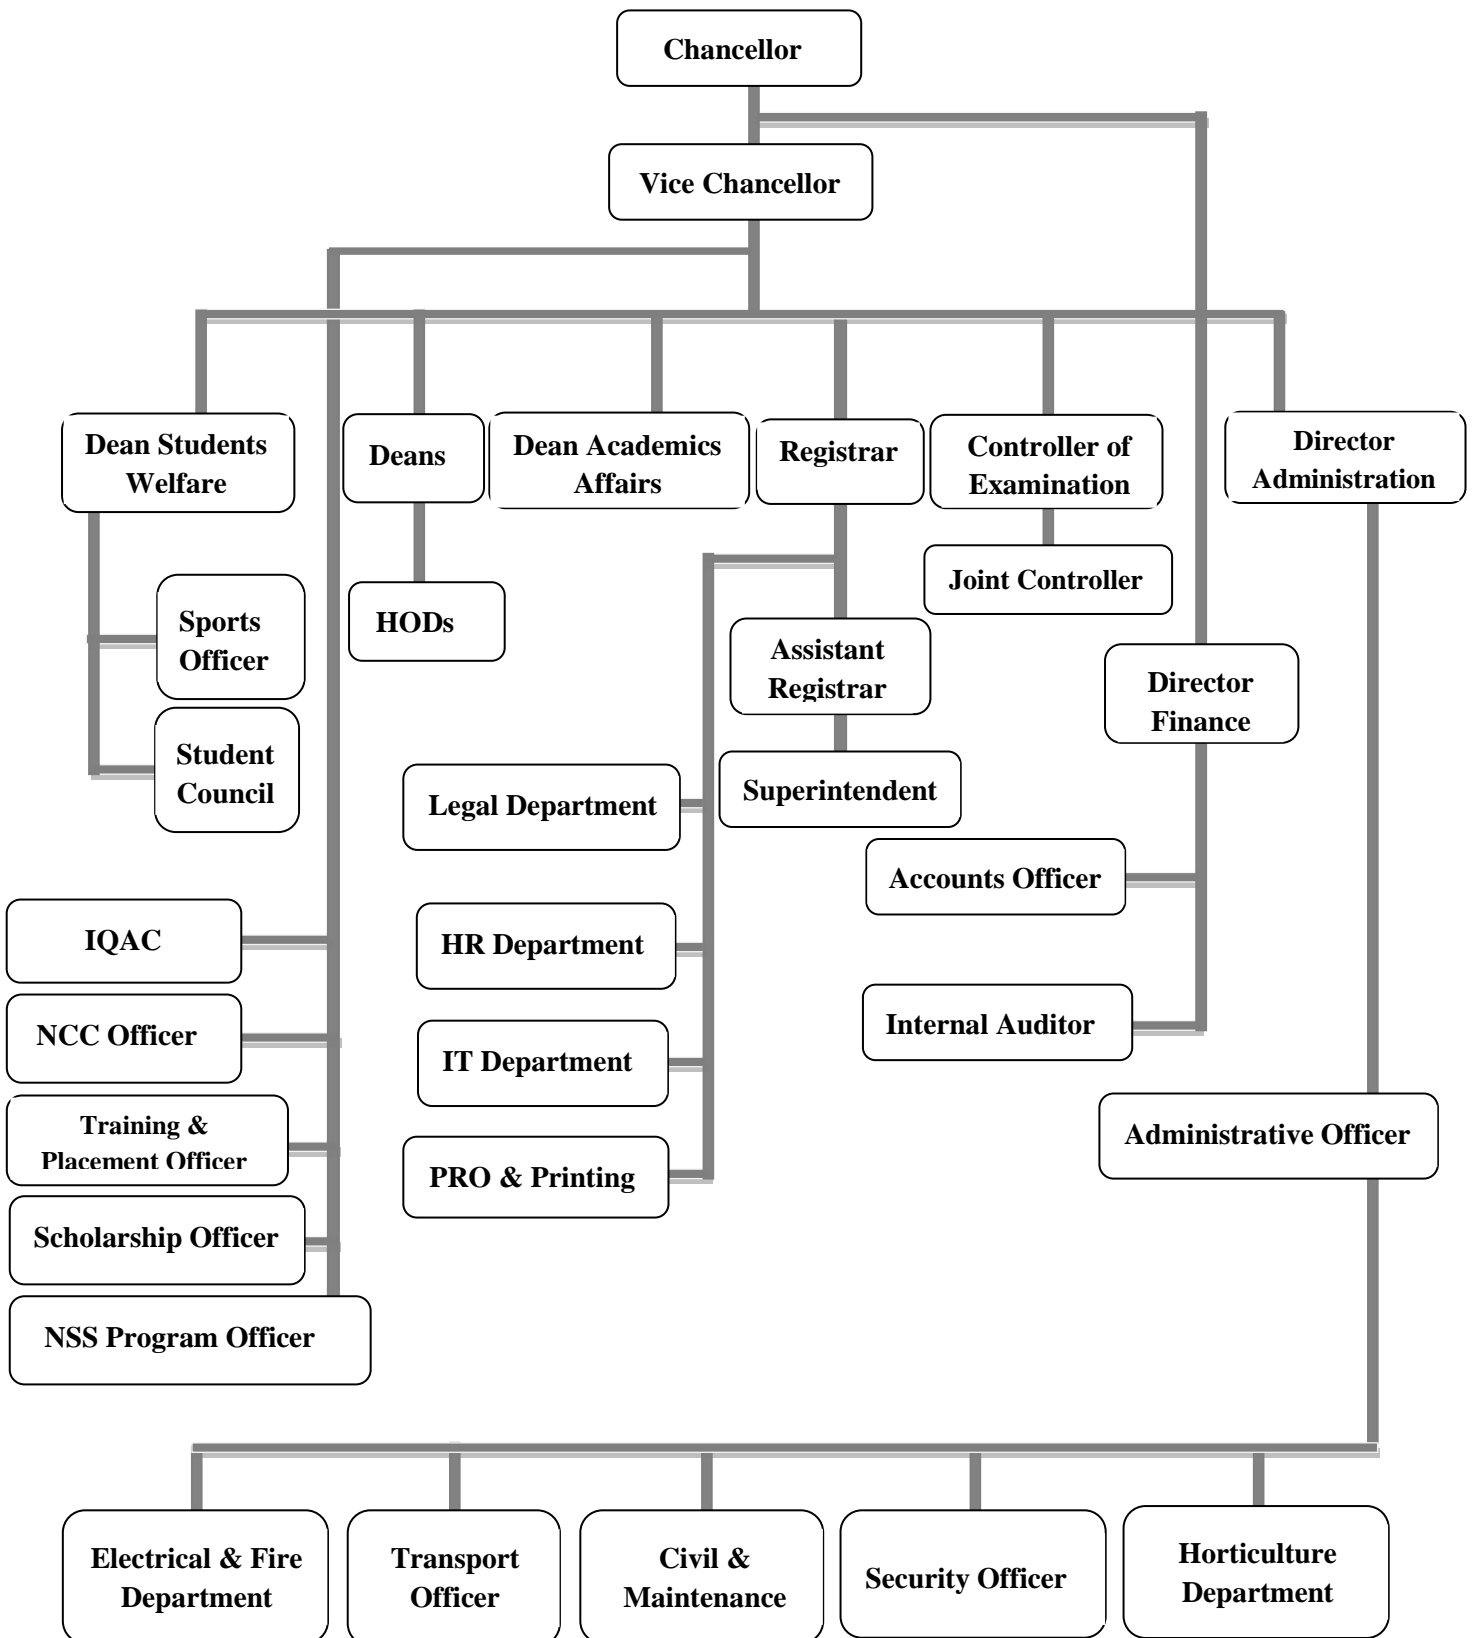 Chancellor
Vice Chancellor
Dean Students
Welfare
Deans
Dean Academics
Affairs
Registrar
Controller of
Examination
Director
Administration
Joint Controller
Sports
Officer
HODs
Assistant
Registrar
Director
Finance
Student
Council
Legal Department
Superintendent
Accounts Officer
IQAC
HR Department
Internal Auditor
NCC Officer
IT Department
Training &
Placement Officer
Administrative Officer
PRO & Printing
Scholarship Officer
NSS Program Officer
Electrical & Fire
Department
Transport
Officer
Civil &
Maintenance
Security Officer
Horticulture
Department